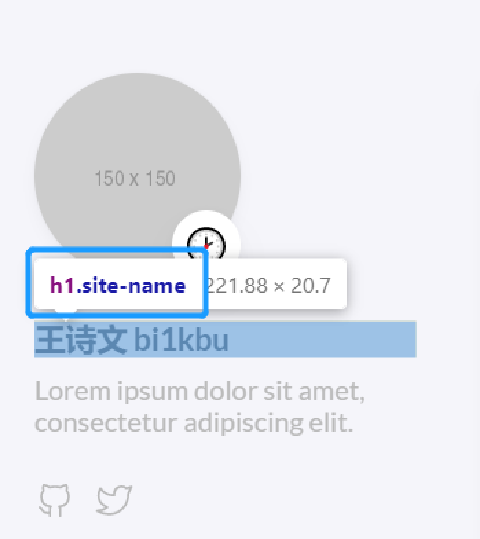 150 x 150
h1.site-name 221.88 × 20.7
王诗文 bi1kbu
Lorem ipsum dolor sit amet,
consectetur adipiscing elit.